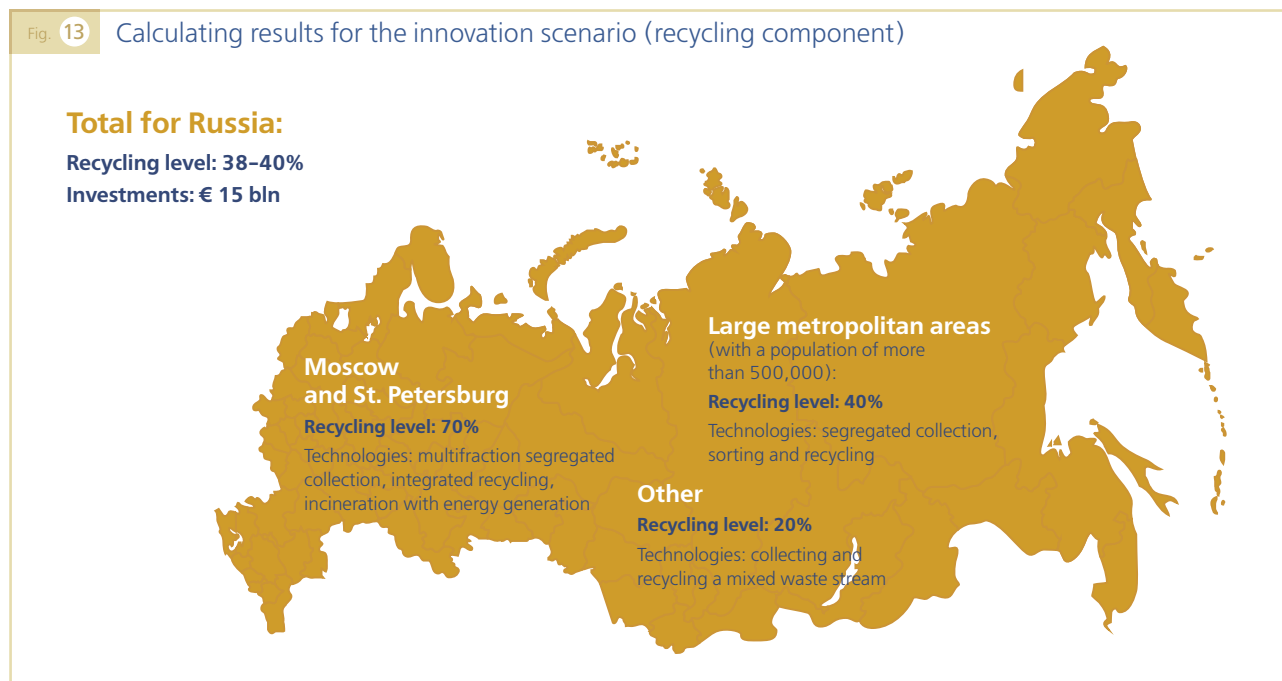 Fig. 13 Calculating results for the innovation scenario (recycling component)
Total for Russia:
Recycling level: 38–40%
Investments: € 15 bln
Moscow
and St. Petersburg
Recycling level: 70%
Technologies: multifraction segregated
collection, integrated recycling,
incineration with energy generation
Large metropolitan areas
(with a population of more
than 500,000):
Recycling level: 40%
Technologies: segregated collection,
sorting and recycling
Other
Recycling level: 20%
Technologies: collecting and
recycling a mixed waste stream